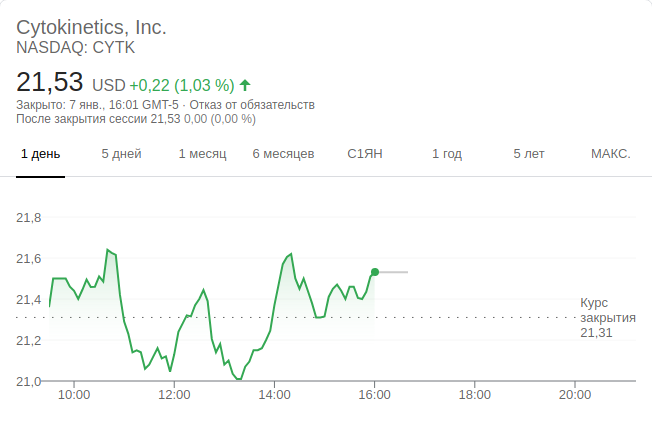 Cytokinetics, Inc.
NASDAQ: CYTK
21,53 USD +0,22 (1,03 %)
Закрыто: 7 янв., 16:01 GMT-5 · Отказ от обязательств
После закрытия сессии 21,53 0,00 (0,00 %)
1 день 5 дней 1 месяц 6 месяцев С1ЯН 1 год 5 лет МАКС.
21,8
21,6
21,4
Курс
закрытия
21,31
21,2
21,0
10:00 12:00 14:00 16:00 18:00 20:00